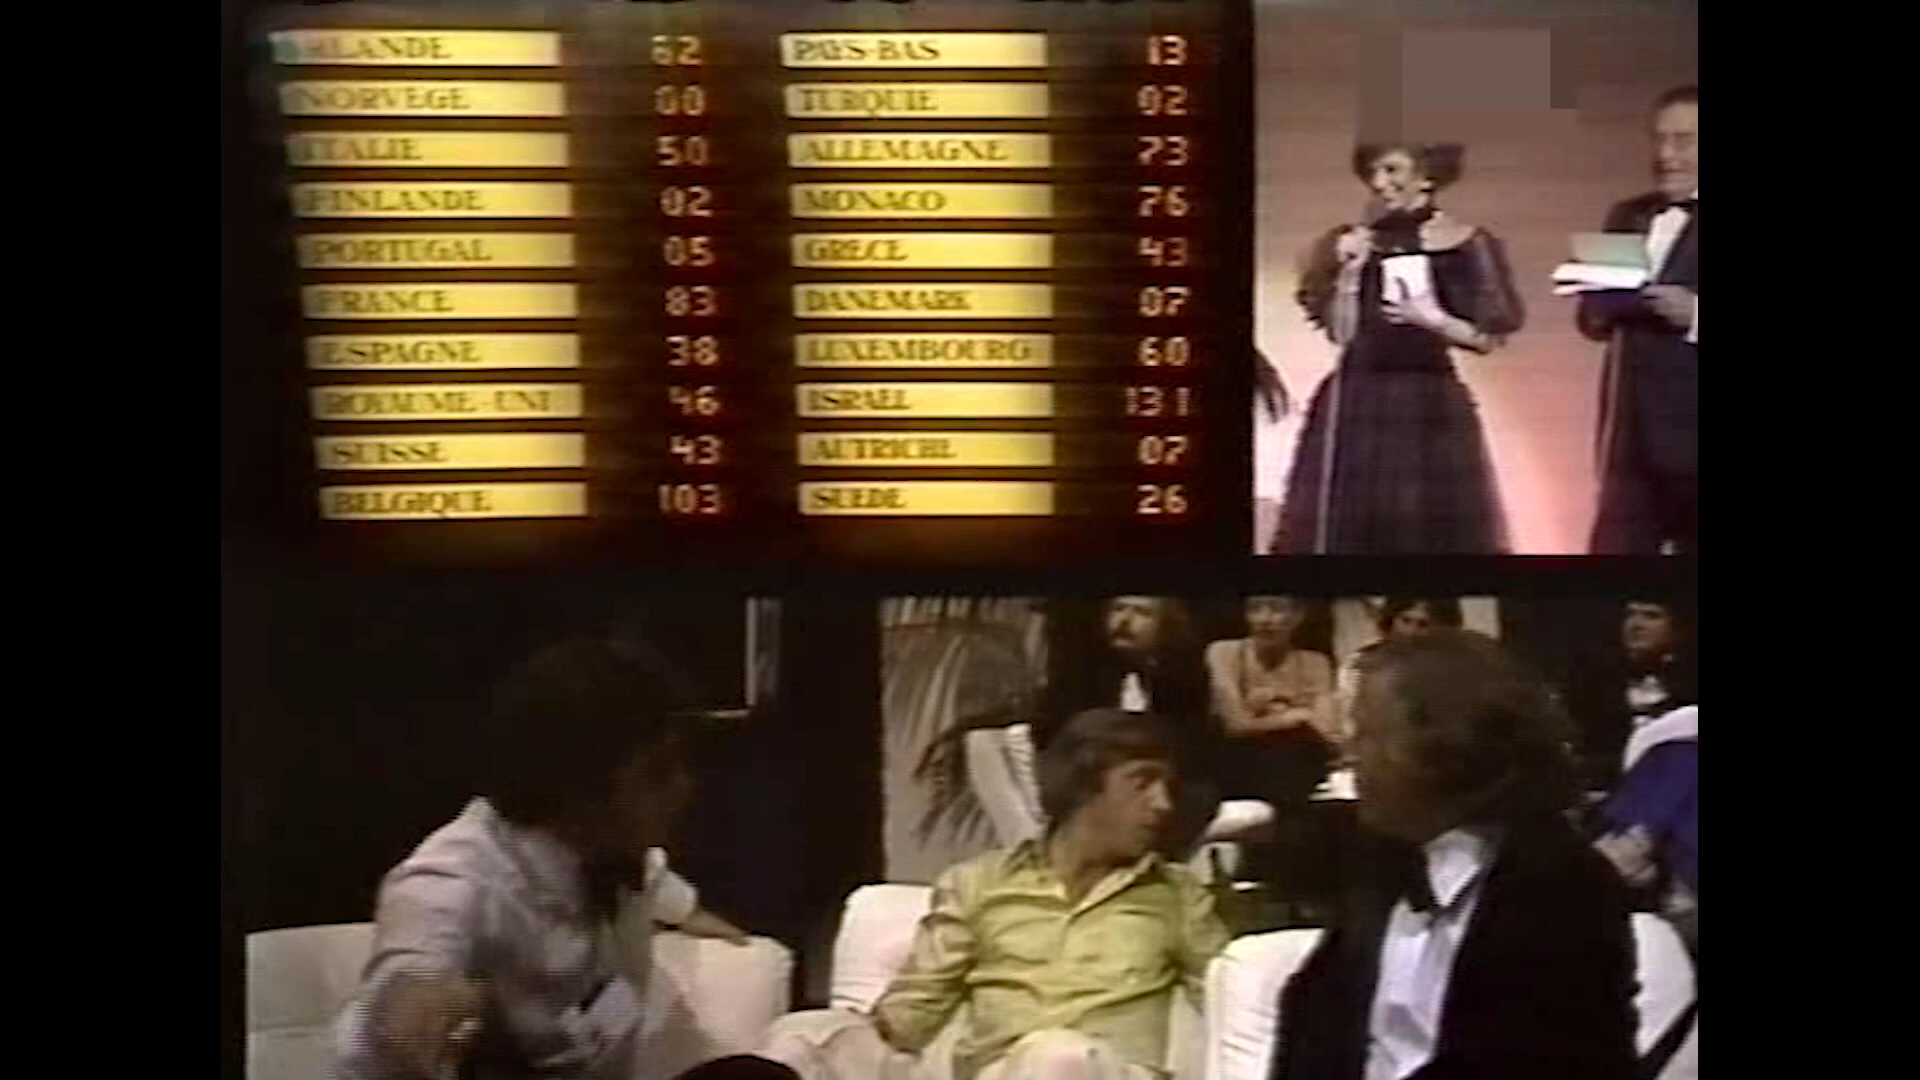 IRLANDE 62
NORVEGE 00
ITALIE 50
FINLANDE 02
PORTUGAL 05
FRANCE 83
ESPAGNE 38
ROYAUME-UNI 46
SUISSE 43
BELGIQUE 103
PAYS-BAS 13
TURQUIE 02
ALLEMAGNE 73
MONACO 76
GRECE 43
DANEMARK 07
LUXEMBOURG 60
ISRAEL 131
AUTRICHE 07
SUEDE 26